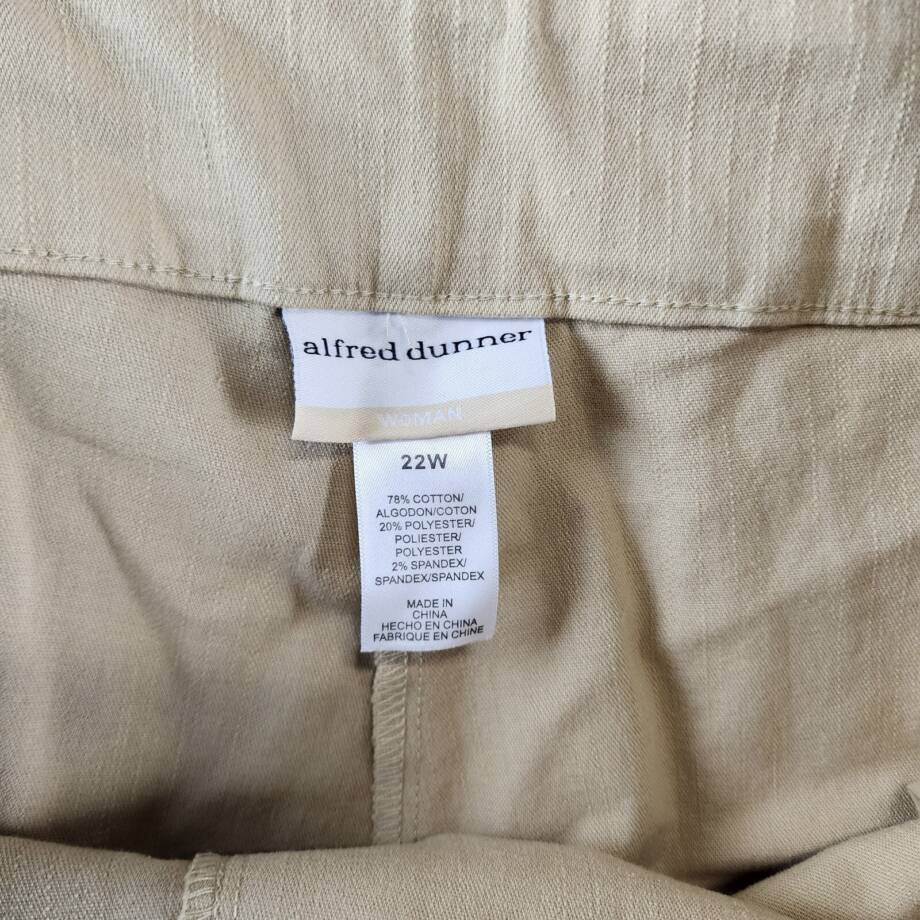 alfred dunner
WOMAN
22W
78% COTTON/
ALGODON/COTON
20% POLYESTER/
POLIESTER/
POLYESTER
2% SPANDEX/
SPANDEX/SPANDEX
MADE IN
CHINA
HECHO EN CHINA
FABRIQUE EN CHINE